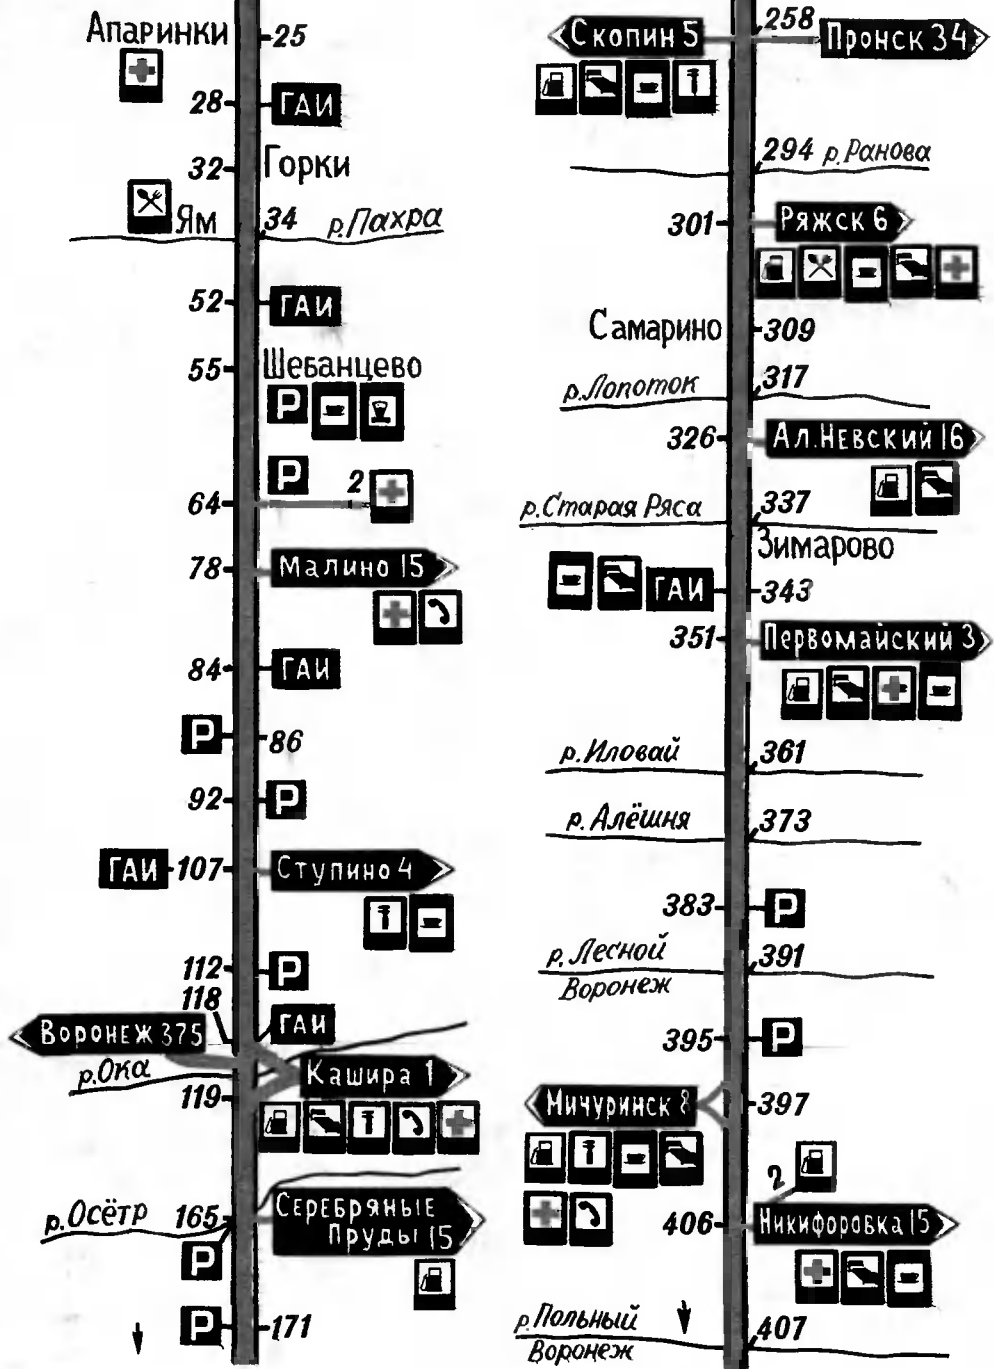 Апаринки 25
28 ГАИ
32 Горки
Ям 34 р.Пахра
52 ГАИ
55 Шебанцево
P
P
64 2
78 Малино 15
84 ГАИ
P 86
92 P
ГАИ 107 Ступино 4
112 P
118 ГАИ
Воронеж 375
р.Ока Кашира 1
119
р.Осётр 165 Серебряные
Пруды 15
P
P 171
Скопин 5 258 Пронск 34
294 р.Ранова
301 Ряжск 6
Самарино 309
р.Лопоток 317
326 Ал.Невский 16
р.Старая Ряса 337
Зимарово
ГАИ 343
351 Первомайский 3
р.Иловай 361
р.Алёшня 373
383 P
р.Лесной 391
Воронеж
395 P
Мичуринск 8 397
2
406 Никифоровка 15
р.Польный 407
Воронеж